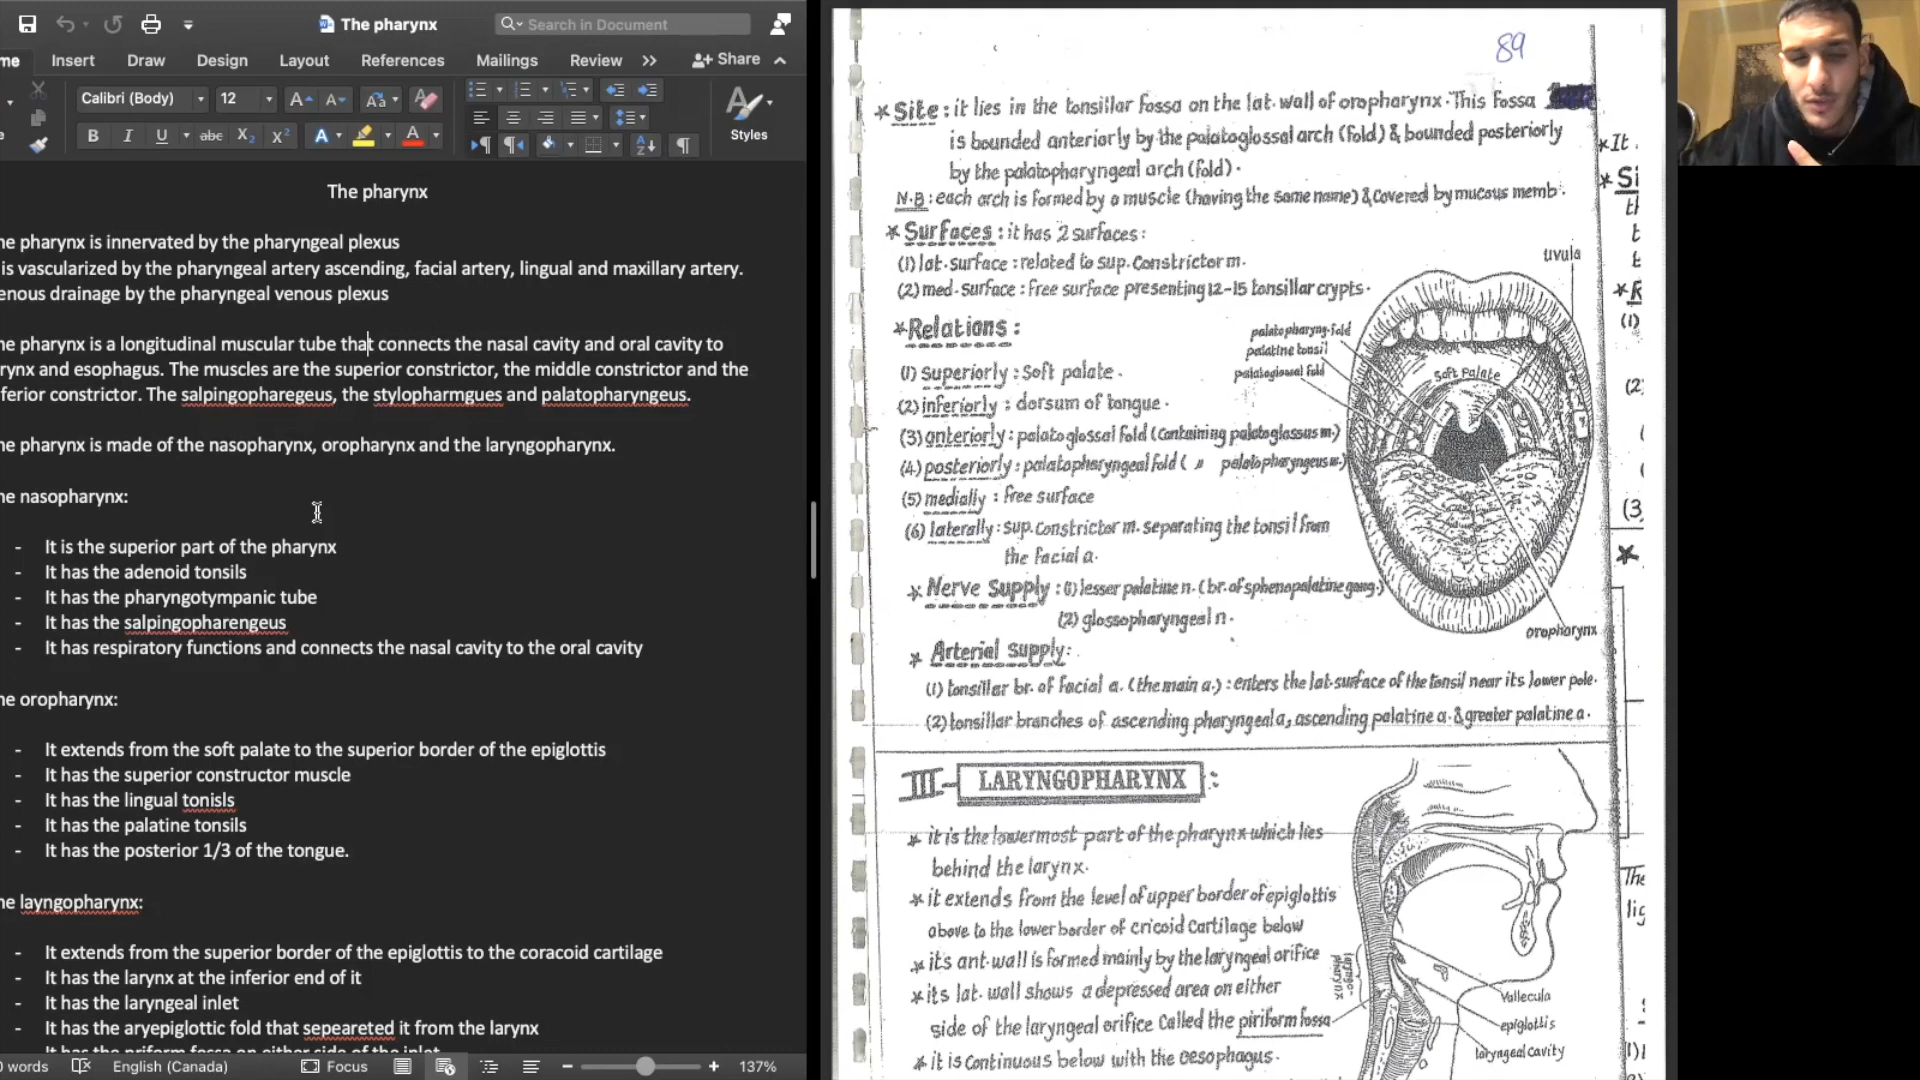 The pharynx
Search in Document
me
Insert
Draw
Design
Layout
References
Mailings
Review
Share
Calibri (Body)
12
Styles
The pharynx
he pharynx is innervated by the pharyngeal plexus
is vascularized by the pharyngeal artery ascending, facial artery, lingual and maxillary artery.
enous drainage by the pharyngeal venous plexus
he pharynx is a longitudinal muscular tube that connects the nasal cavity and oral cavity to
rynx and esophagus. The muscles are the superior constrictor, the middle constrictor and the
ferior constrictor. The salpingopharegeus, the stylopharmgues and palatopharyngeus.
he pharynx is made of the nasopharynx, oropharynx and the laryngopharynx.
he nasopharynx:
- It is the superior part of the pharynx
- It has the adenoid tonsils
- It has the pharyngotympanic tube
- It has the salpingopharengeus
- It has respiratory functions and connects the nasal cavity to the oral cavity
he oropharynx:
- It extends from the soft palate to the superior border of the epiglottis
- It has the superior constructor muscle
- It has the lingual tonisls
- It has the palatine tonsils
- It has the posterior 1/3 of the tongue.
he layngopharynx:
- It extends from the superior border of the epiglottis to the coracoid cartilage
- It has the larynx at the inferior end of it
- It has the laryngeal inlet
- It has the aryepiglottic fold that sepeareted it from the larynx
- It has the priform fossa on either side of the inlet
0 words
English (Canada)
Focus
137%
89
* Site : it lies in the tonsillar fossa on the lat. wall of oropharynx. This fossa
is bounded anteriorly by the palatoglossal arch (fold) & bounded posteriorly
by the palatopharyngeal arch (fold).
N.B : each arch is formed by a muscle (having the same name) & covered by mucous memb.
* Surfaces : it has 2 surfaces :
(1) lat. surface : related to sup. constrictor m.
(2) med. surface : free surface presenting 12-15 tonsillar crypts.
* Relations :
(1) superiorly : soft palate.
(2) inferiorly : dorsum of tongue.
(3) anteriorly : palatoglossal fold (containing palatoglossus m.)
(4) posteriorly : palatopharyngeal fold ( 〃 palatopharyngeus m.)
(5) medially : free surface
(6) laterally : sup. constrictor m. separating the tonsil from
the facial a.
* Nerve supply : (1) lesser palatine n. (br. of sphenopalatine gang.)
(2) glossopharyngeal n.
* Arterial supply :
(1) tonsillar br. of facial a. (the main a.) : enters the lat. surface of the tonsil near its lower pole.
(2) tonsillar branches of ascending pharyngeal a, ascending palatine a. & greater palatine a.
uvula
palatopharyng. fold
palatine tonsil
palatoglossal fold
Soft Palate
oropharynx
III- LARYNGOPHARYNX :
* it is the lowermost part of the pharynx which lies
behind the larynx.
* it extends from the level of upper border of epiglottis
above to the lower border of cricoid cartilage below
* its ant. wall is formed mainly by the laryngeal orifice
* its lat. wall shows a depressed area on either
side of the laryngeal orifice called the piriform fossa
* it is continuous below with the oesophagus.
laryngo-
pharynx
Vallecula
epiglottis
laryngeal cavity
* It
* Si
tl
t
t
t
* R
(1)
(2
(3
*
The
lig